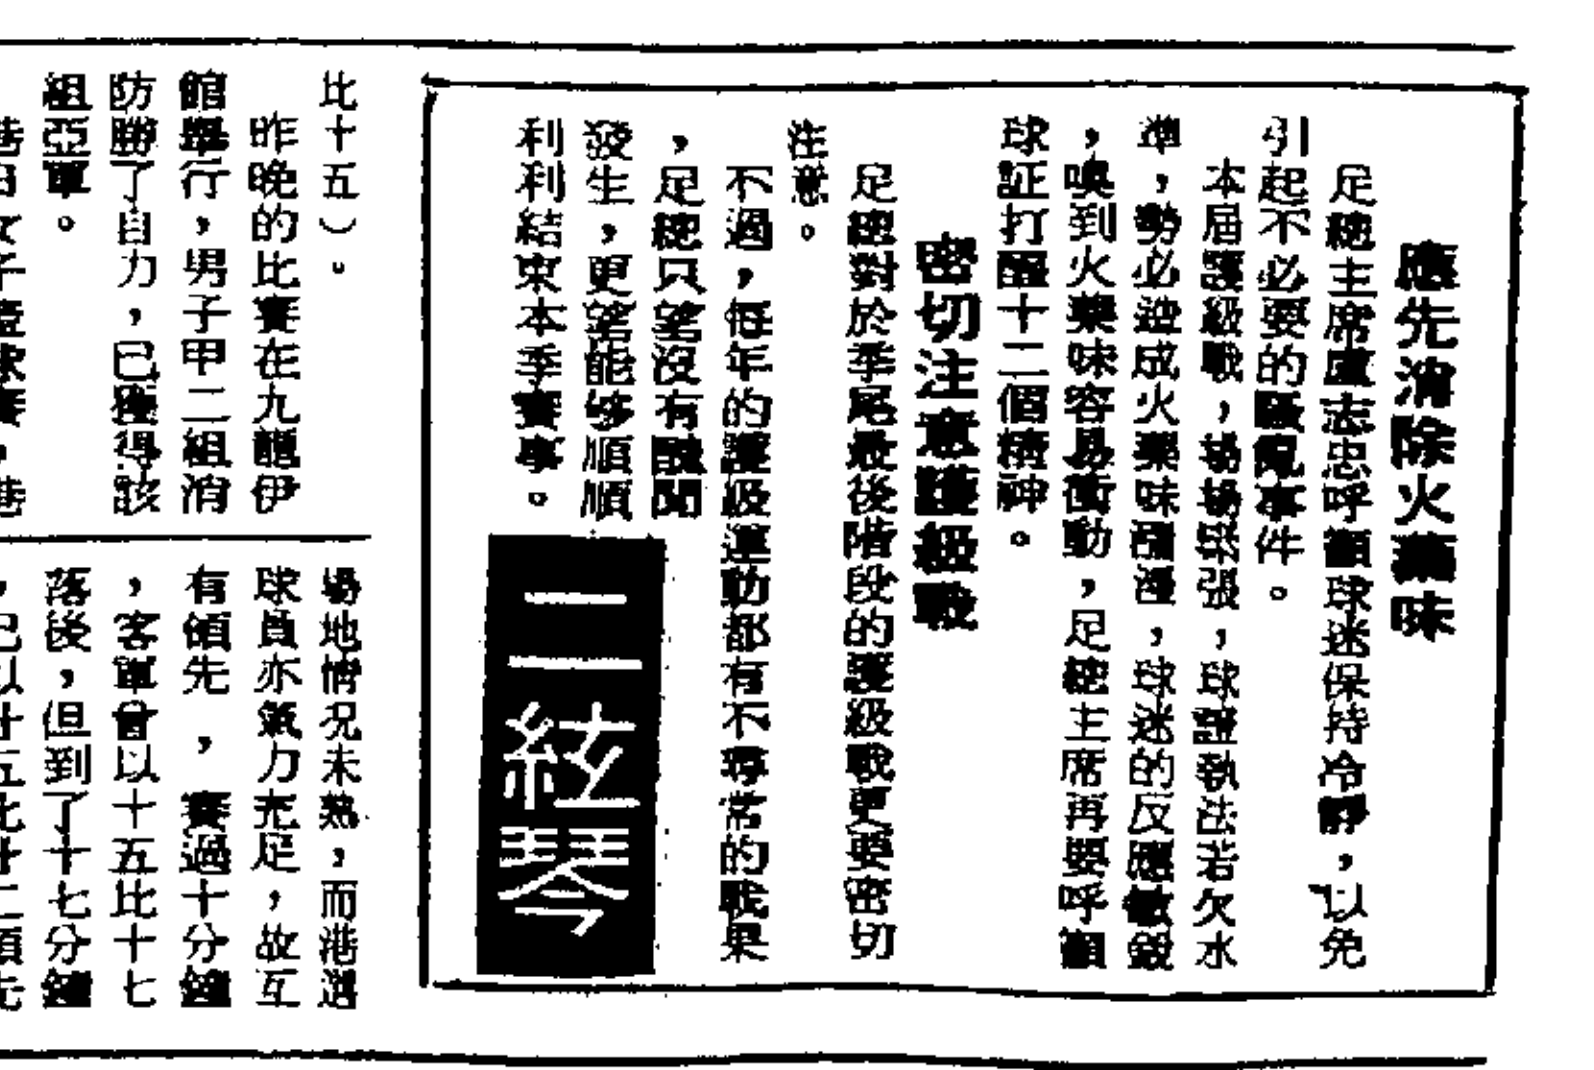 應先消除火藥味
足總主席盧志忠呼籲球迷保持冷靜，以免
引起不必要的騷亂事件。
本屆護級戰，場場緊張，球證執法若欠水
準，勢必造成火藥味瀰漫，球迷的反應敏銳
，嗅到火藥味容易衝動，足總主席再要呼籲
球証打醒十二個精神。
密切注意護級戰
足總對於季尾最後階段的護級戰更要密切
注意。
不過，每年的護級運動都有不尋常的戰果
，足總只望沒有醜聞
發生，更望能够順順
利利結束本季賽事。
二絃琴
比十五）。
昨晚的比賽在九龍伊
館舉行，男子甲二組消
防勝了自力，已獲得該
組亞軍。
場地情况未熟，而港選
球員亦氣力充足，故互
有領先，賽過十分鐘
，客軍曾以十五比十七
落後，但到了十七分鐘